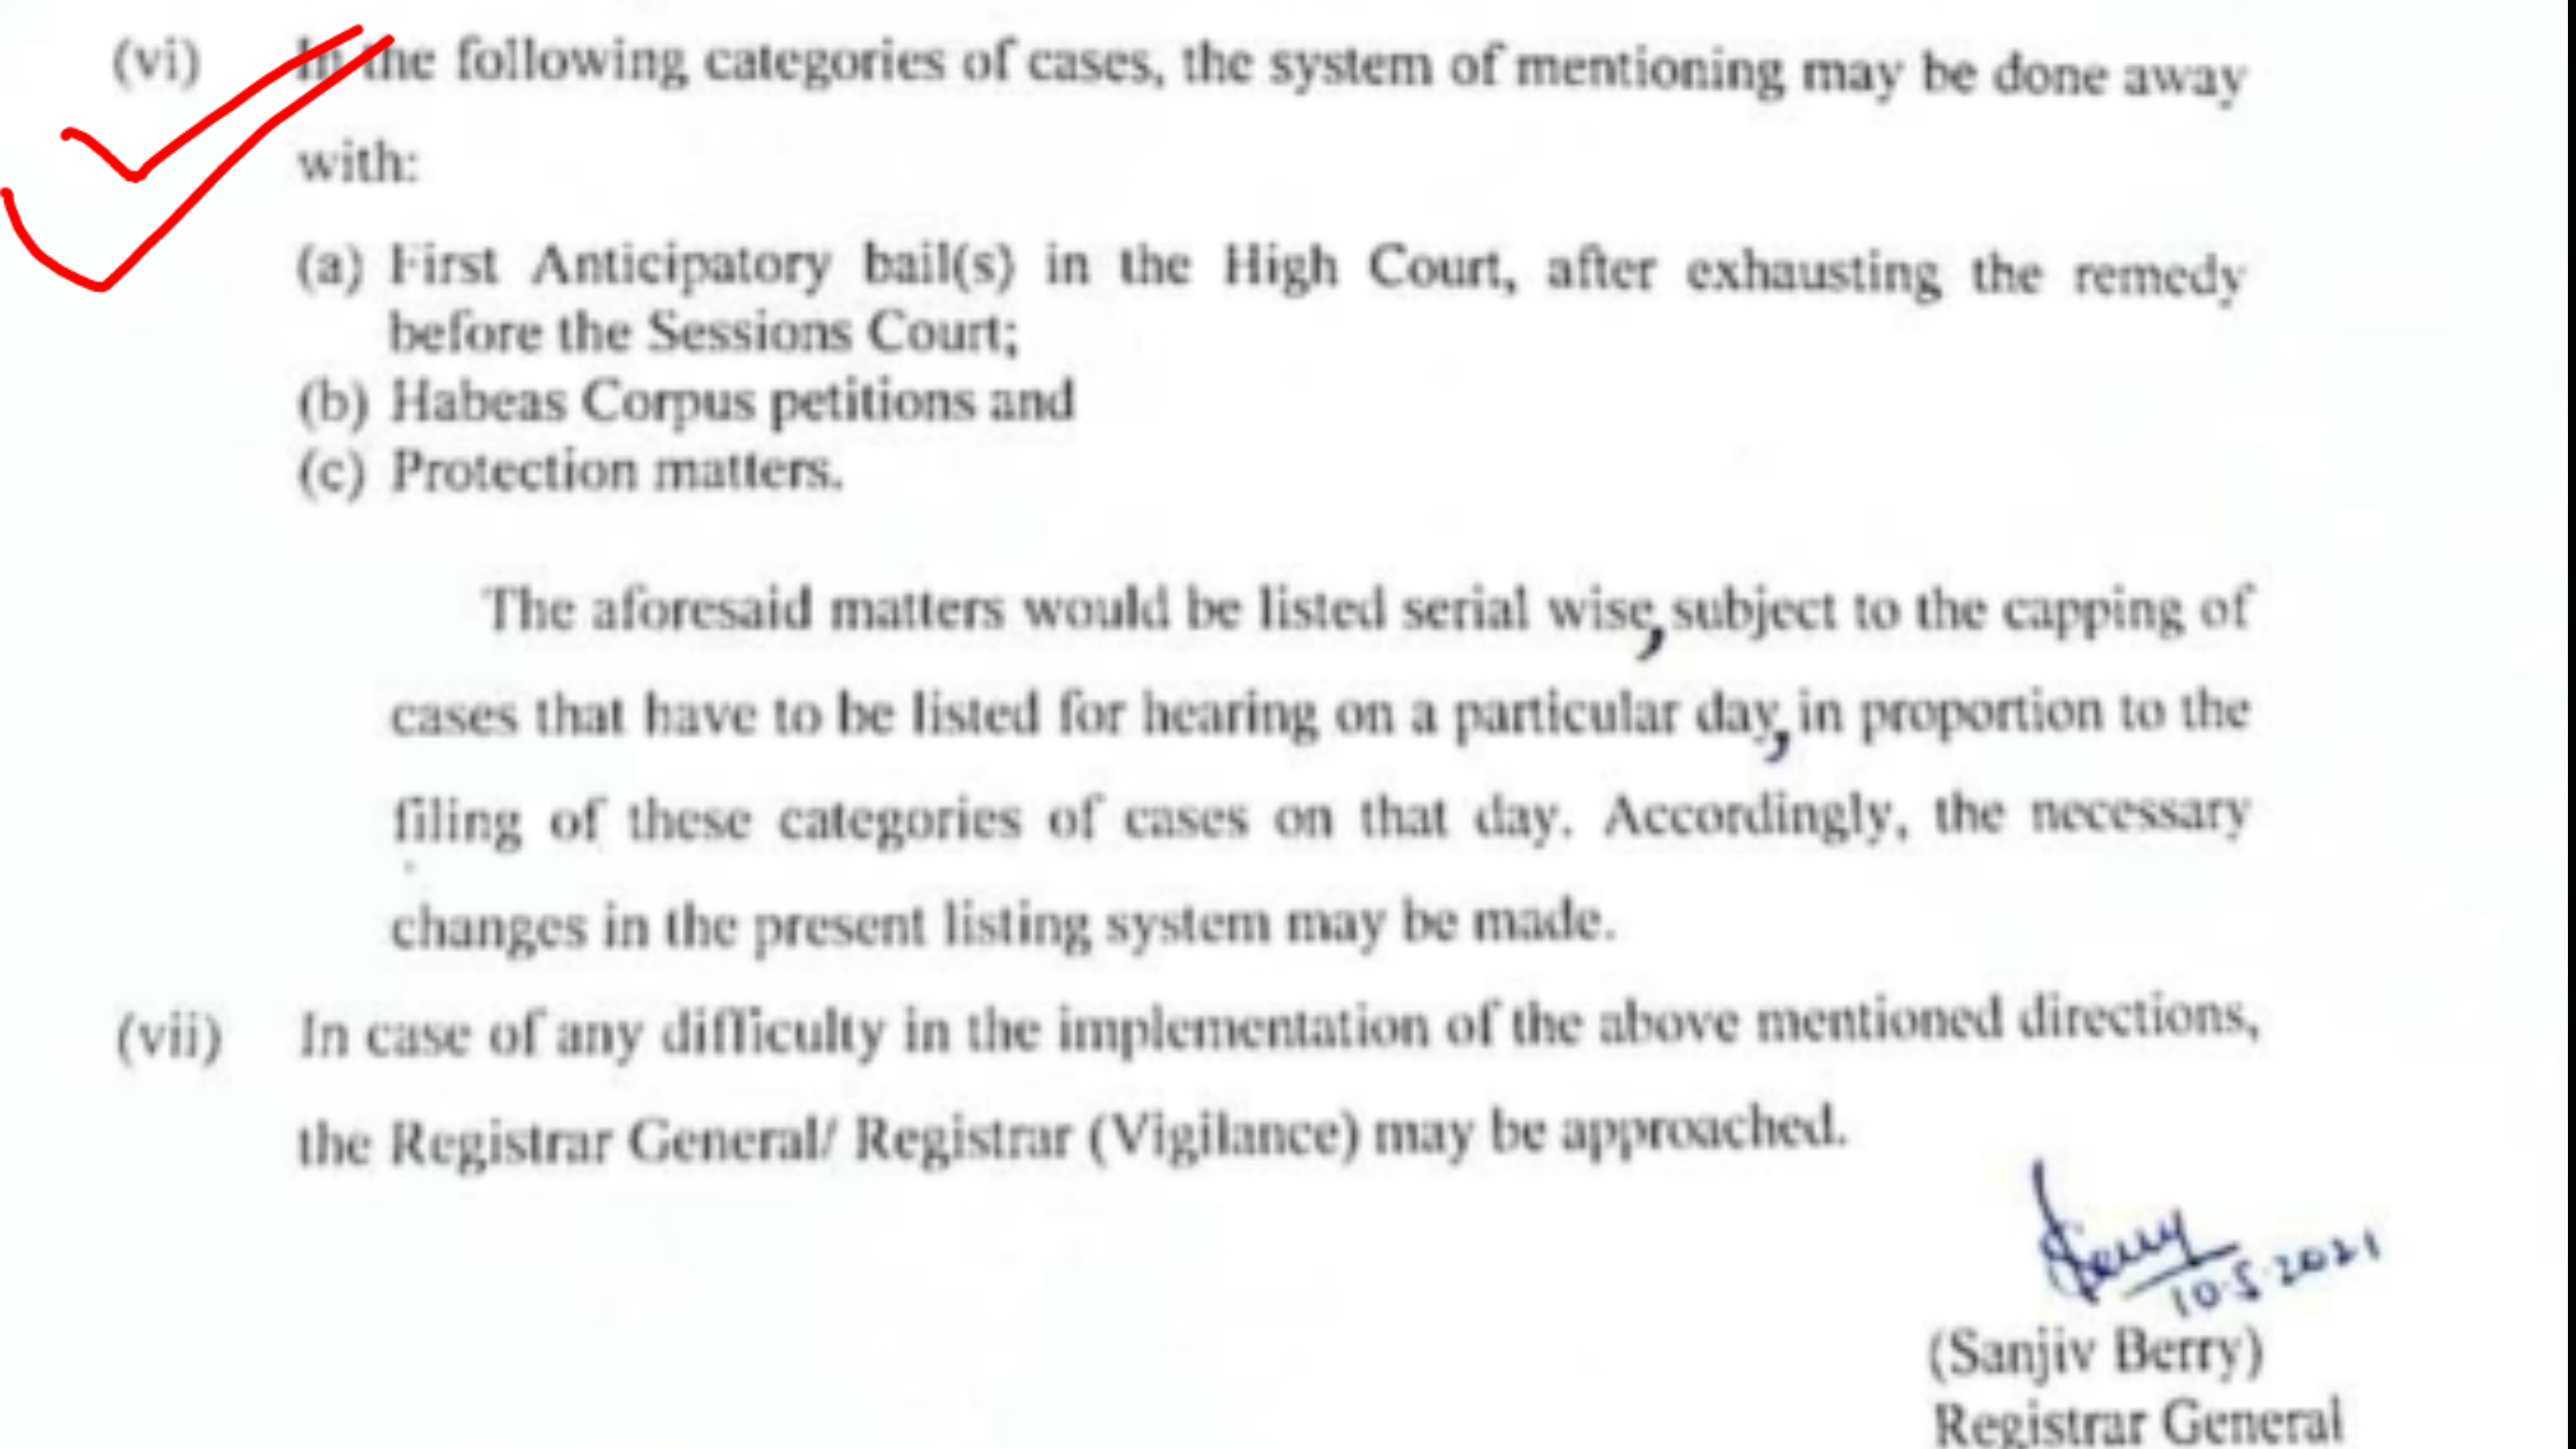 (vi) In the following categories of cases, the system of mentioning may be done away
with:
(a) First Anticipatory bail(s) in the High Court, after exhausting the remedy
before the Sessions Court;
(b) Habeas Corpus petitions and
(c) Protection matters.
The aforesaid matters would be listed serial wise, subject to the capping of
cases that have to be listed for hearing on a particular day, in proportion to the
filing of these categories of cases on that day. Accordingly, the necessary
changes in the present listing system may be made.
(vii) In case of any difficulty in the implementation of the above mentioned directions,
the Registrar General/ Registrar (Vigilance) may be approached.
Berry
10.5.2021
(Sanjiv Berry)
Registrar General